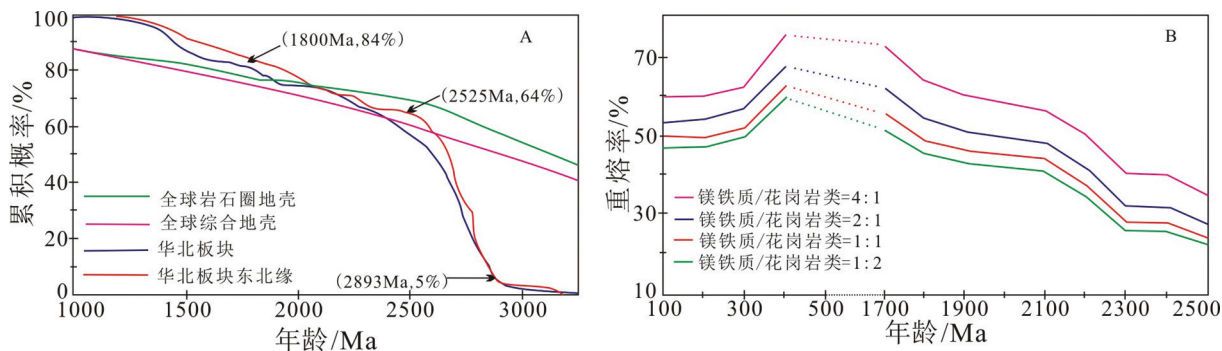 100
80
60
40
20
0
累积概率/%
A
(1800Ma,84%)
(2525Ma,64%)
(2893Ma,5%)
全球岩石圈地壳
全球综合地壳
华北板块
华北板块东北缘
1000 1500 2000 2500 3000
年龄/Ma
70
50
30
10
重熔率/%
B
镁铁质/花岗岩类=4:1
镁铁质/花岗岩类=2:1
镁铁质/花岗岩类=1:1
镁铁质/花岗岩类=1:2
100 300 500 1700 1900 2100 2300 2500
年龄/Ma